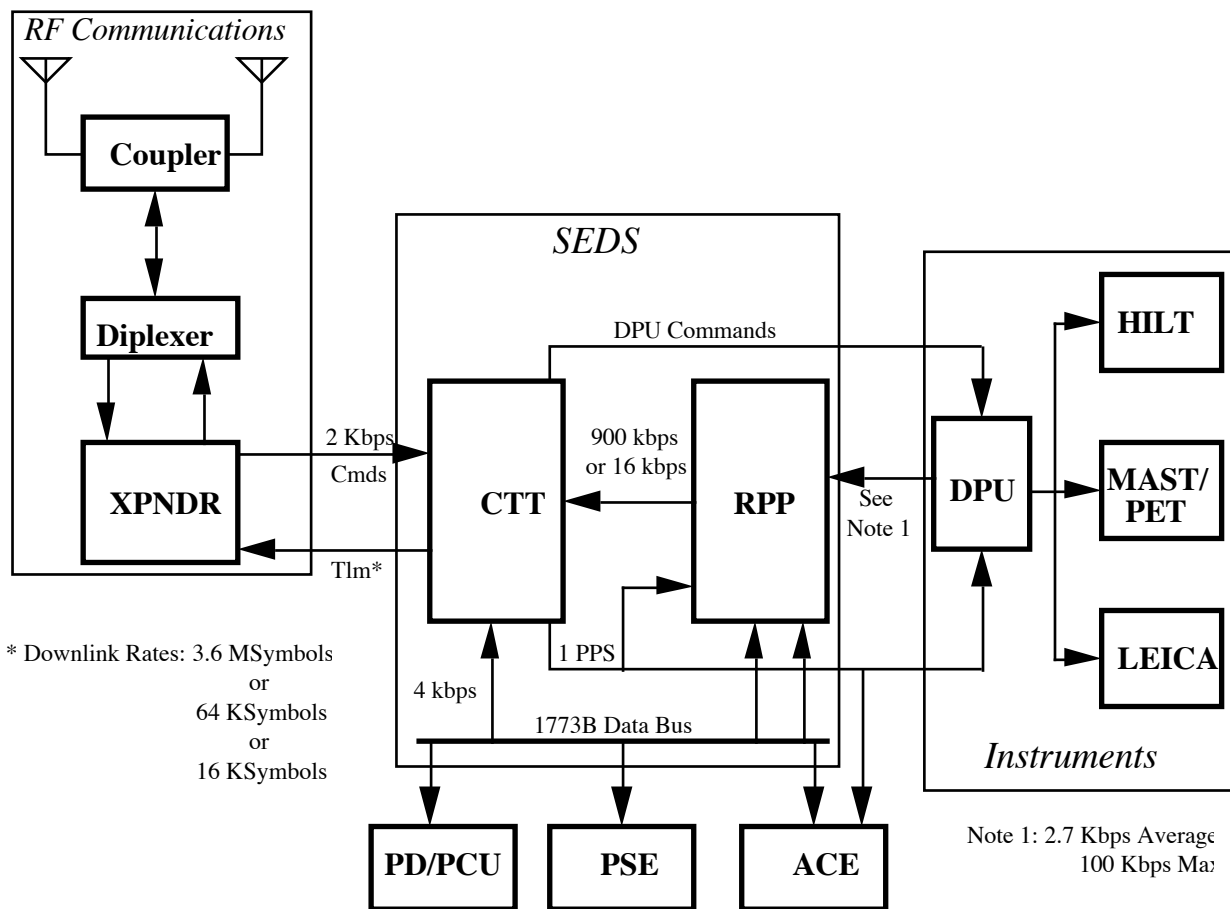 RF Communications
Coupler
Diplexer
XPNDR
2 Kbps
Cmds
Tlm*
* Downlink Rates: 3.6 MSymbols
or
64 KSymbols
or
16 KSymbols
SEDS
DPU Commands
CTT
900 kbps
or 16 kbps
RPP
1 PPS
4 kbps
1773B Data Bus
See
Note 1
DPU
HILT
MAST/
PET
LEICA
Instruments
PD/PCU
PSE
ACE
Note 1: 2.7 Kbps Average
100 Kbps Max